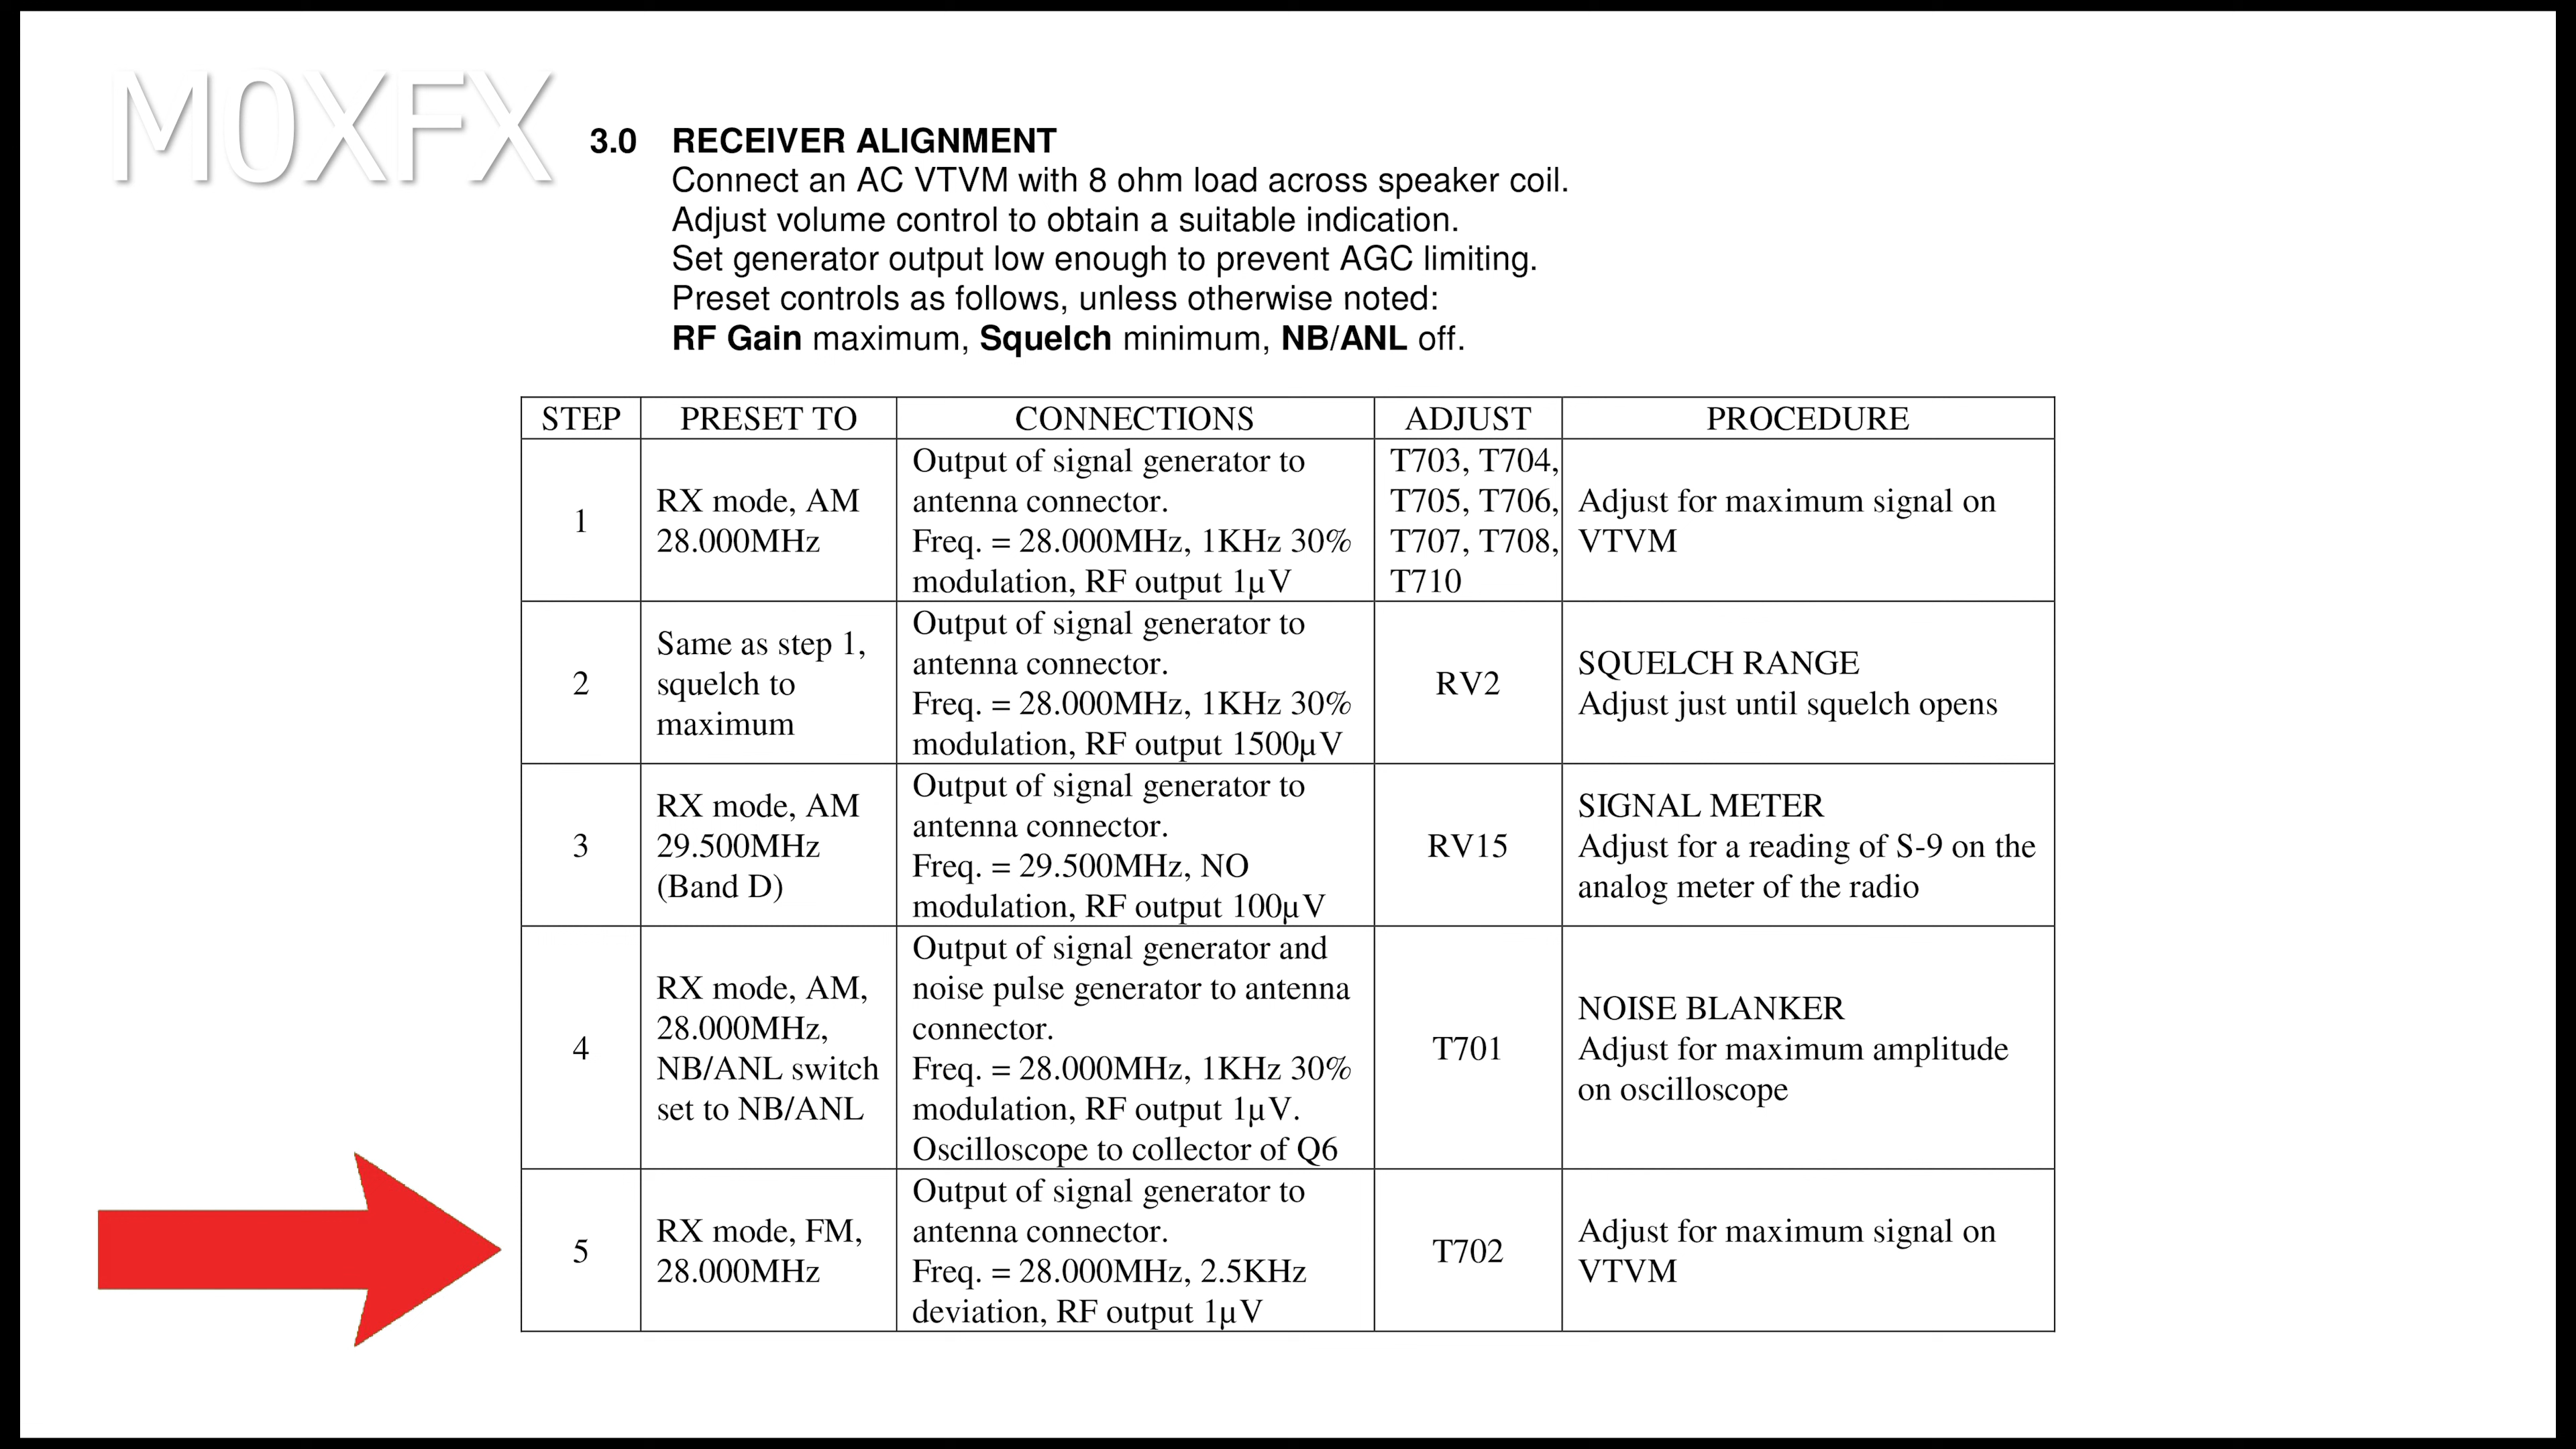 M0XFX
3.0 RECEIVER ALIGNMENT
Connect an AC VTVM with 8 ohm load across speaker coil.
Adjust volume control to obtain a suitable indication.
Set generator output low enough to prevent AGC limiting.
Preset controls as follows, unless otherwise noted:
RF Gain maximum, Squelch minimum, NB/ANL off.
STEP PRESET TO CONNECTIONS ADJUST PROCEDURE
1
RX mode, AM
28.000MHz
Output of signal generator to
antenna connector.
Freq. = 28.000MHz, 1KHz 30%
modulation, RF output 1µV
T703, T704,
T705, T706,
T707, T708,
T710
Adjust for maximum signal on
VTVM
2
Same as step 1,
squelch to
maximum
Output of signal generator to
antenna connector.
Freq. = 28.000MHz, 1KHz 30%
modulation, RF output 1500µV
RV2
SQUELCH RANGE
Adjust just until squelch opens
3
RX mode, AM
29.500MHz
(Band D)
Output of signal generator to
antenna connector.
Freq. = 29.500MHz, NO
modulation, RF output 100µV
RV15
SIGNAL METER
Adjust for a reading of S-9 on the
analog meter of the radio
4
RX mode, AM,
28.000MHz,
NB/ANL switch
set to NB/ANL
Output of signal generator and
noise pulse generator to antenna
connector.
Freq. = 28.000MHz, 1KHz 30%
modulation, RF output 1µV.
Oscilloscope to collector of Q6
T701
NOISE BLANKER
Adjust for maximum amplitude
on oscilloscope
5
RX mode, FM,
28.000MHz
Output of signal generator to
antenna connector.
Freq. = 28.000MHz, 2.5KHz
deviation, RF output 1µV
T702
Adjust for maximum signal on
VTVM